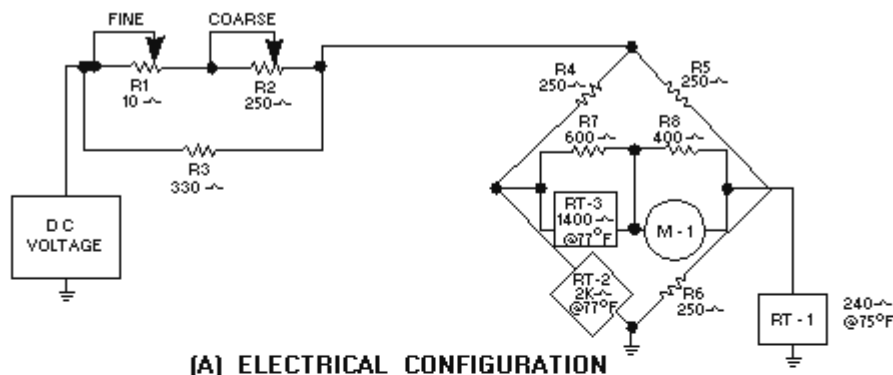 FINE
COARSE
R1
10
R2
250
R3
330
DC
VOLTAGE
R4
250
R5
250
R7
600
R8
400
RT-3
1400
@77°F
M-1
RT-2
2K
@77°F
R6
250
RT-1
240
@75°F
(A) ELECTRICAL CONFIGURATION